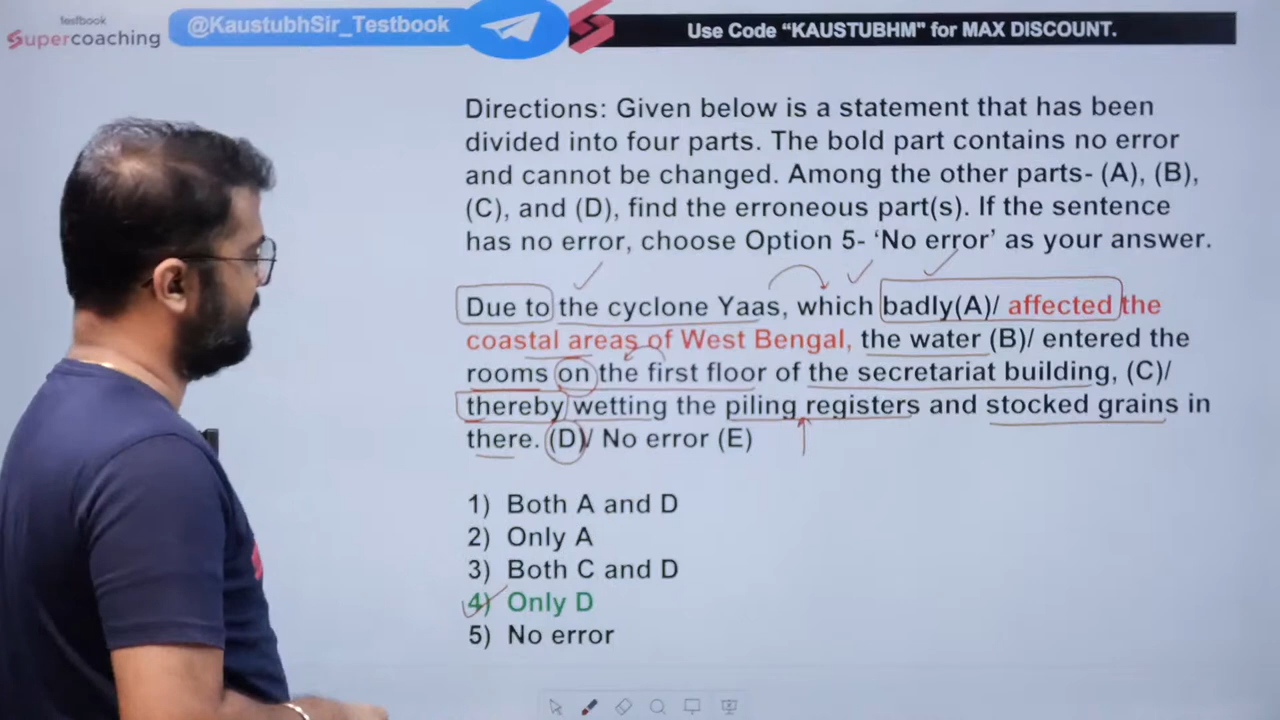 testbook
Supercoaching
@KaustubhSir_Testbook
Use Code “KAUSTUBHM" for MAX DISCOUNT.
Directions: Given below is a statement that has been
divided into four parts. The bold part contains no error
and cannot be changed. Among the other parts- (A), (B),
(C), and (D), find the erroneous part(s). If the sentence
has no error, choose Option 5- ‘No error’ as your answer.
Due to the cyclone Yaas, which badly(A)/ affected the
coastal areas of West Bengal, the water (B)/ entered the
rooms on the first floor of the secretariat building, (C)/
thereby wetting the piling registers and stocked grains in
there. (D)/ No error (E)
1) Both A and D
2) Only A
3) Both C and D
4) Only D
5) No error